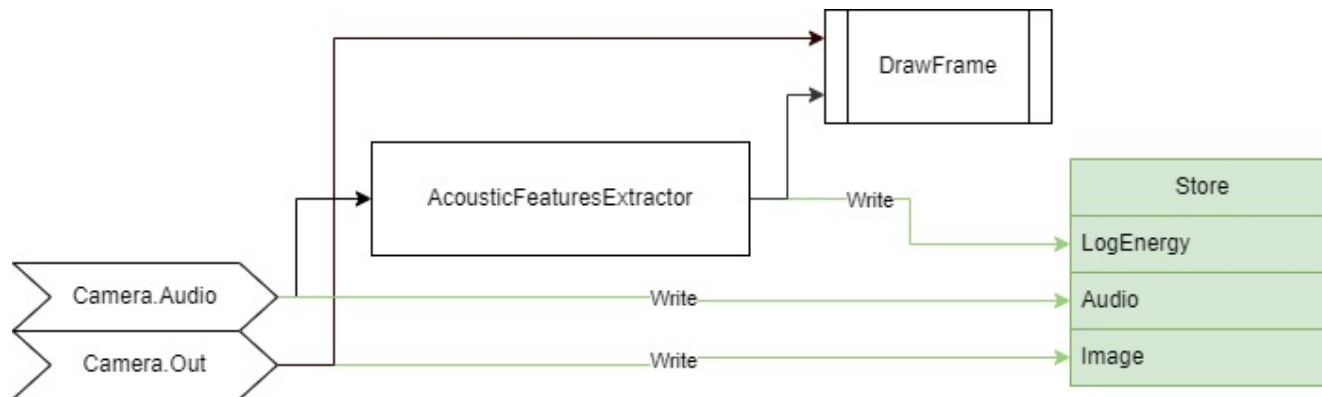 DrawFrame
AcousticFeaturesExtractor
Write
Store
LogEnergy
Camera.Audio
Write
Audio
Camera.Out
Write
Image